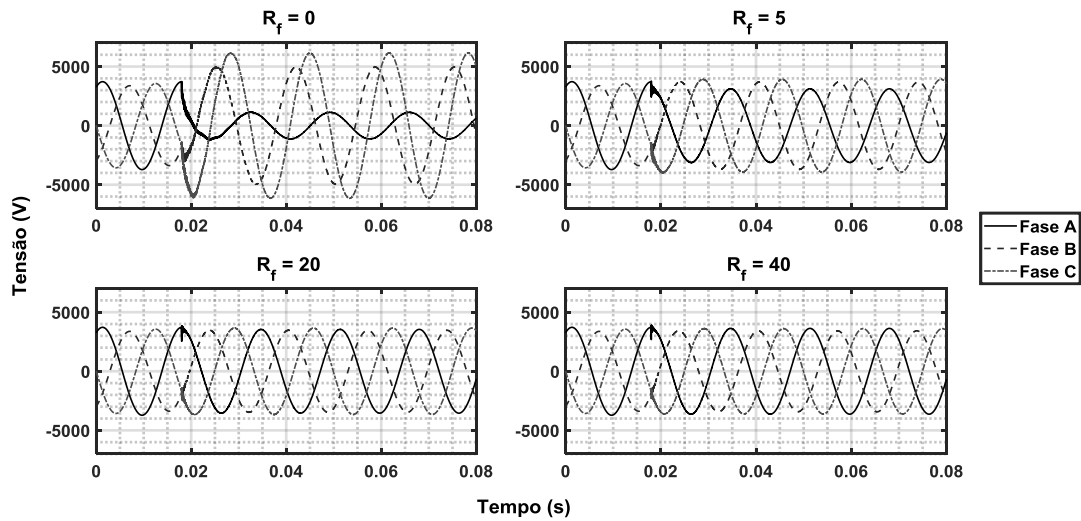 R_f = 0
5000
0
-5000
0 0.02 0.04 0.06 0.08
R_f = 5
5000
0
-5000
0 0.02 0.04 0.06 0.08
R_f = 20
5000
0
-5000
0 0.02 0.04 0.06 0.08
R_f = 40
5000
0
-5000
0 0.02 0.04 0.06 0.08
Tensão (V)
Tempo (s)
Fase A
Fase B
Fase C